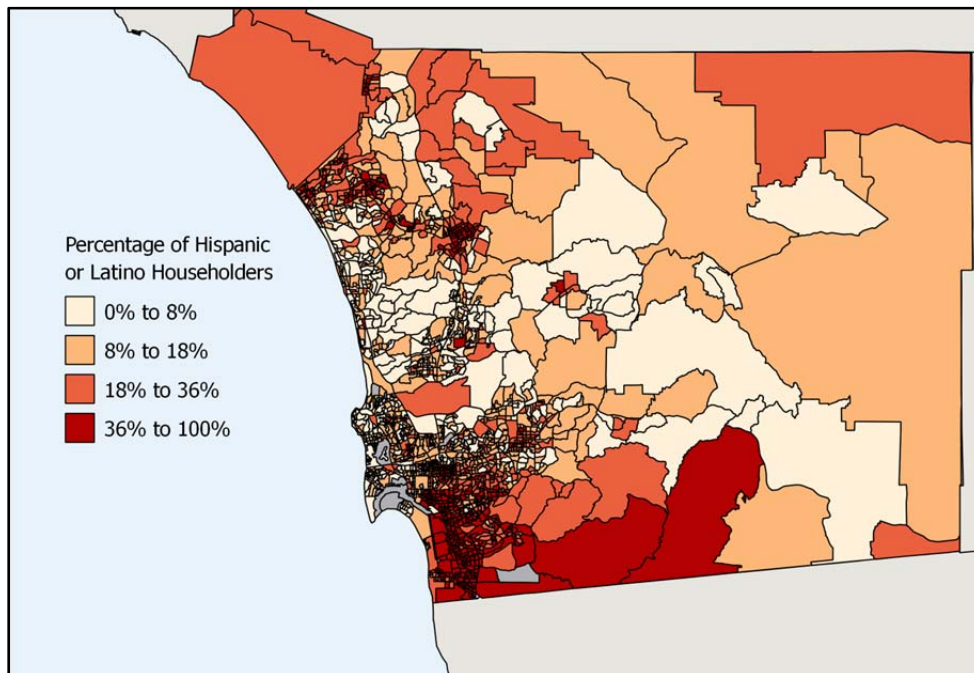 Percentage of Hispanic
or Latino Householders
0% to 8%
8% to 18%
18% to 36%
36% to 100%